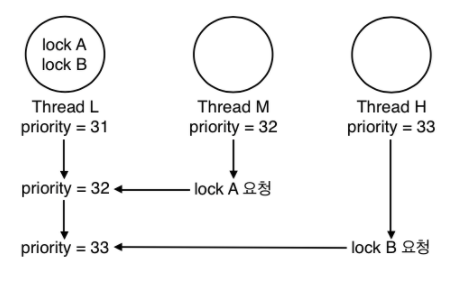 lock A
lock B
Thread L
priority = 31
Thread M
priority = 32
Thread H
priority = 33
priority = 32
lock A 요청
priority = 33
lock B 요청